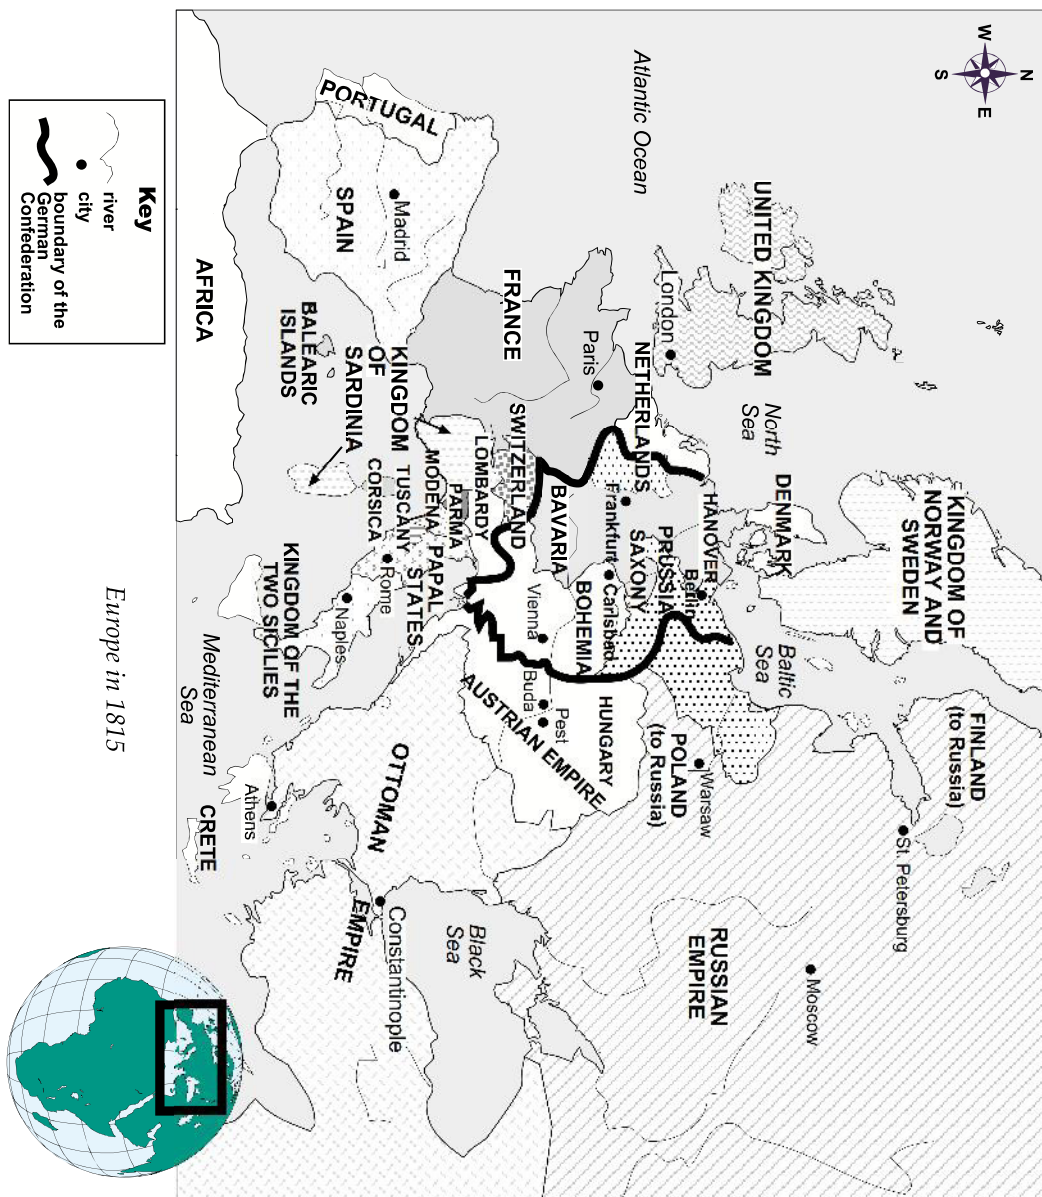 W
N
S
E
Atlantic Ocean
UNITED KINGDOM
London
North
Sea
KINGDOM OF
NORWAY AND
SWEDEN
FINLAND
(to Russia)
St. Petersburg
Moscow
DENMARK
Baltic
Sea
RUSSIAN
EMPIRE
NETHERLANDS
HANOVER
Berlin
PRUSSIA
SAXONY
Frankfurt
Carlsbad
POLAND
(to Russia)
Warsaw
Paris
FRANCE
BAVARIA
BOHEMIA
Vienna
HUNGARY
Buda
Pest
AUSTRIAN EMPIRE
SWITZERLAND
LOMBARDY
PARMA
MODENA
TUSCANY
PAPAL
STATES
CORSICA
KINGDOM
OF
SARDINIA
PORTUGAL
SPAIN
Madrid
BALEARIC
ISLANDS
Rome
Naples
KINGDOM OF THE
TWO SICILIES
OTTOMAN
EMPIRE
Black
Sea
Constantinople
Athens
CRETE
Mediterranean
Sea
AFRICA
Key
river
city
boundary of the
German
Confederation
Europe in 1815